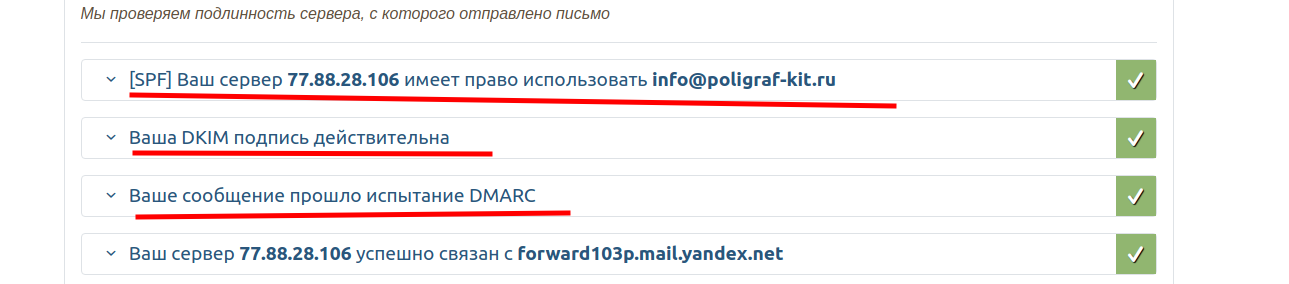 Мы проверяем подлинность сервера, с которого отправлено письмо
[SPF] Ваш сервер 77.88.28.106 имеет право использовать info@poligraf-kit.ru
Ваша DKIM подпись действительна
Ваше сообщение прошло испытание DMARC
Ваш сервер 77.88.28.106 успешно связан с forward103p.mail.yandex.net